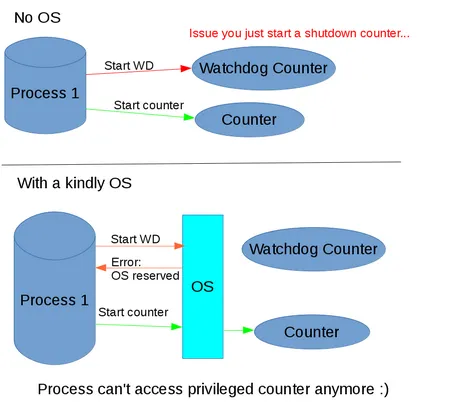 No OS
Issue you just start a shutdown counter...
Start WD
Watchdog Counter
Process 1
Start counter
Counter
With a kindly OS
Start WD
Watchdog Counter
Error:
OS reserved
OS
Process 1
Start counter
Counter
Process can't access privileged counter anymore :)